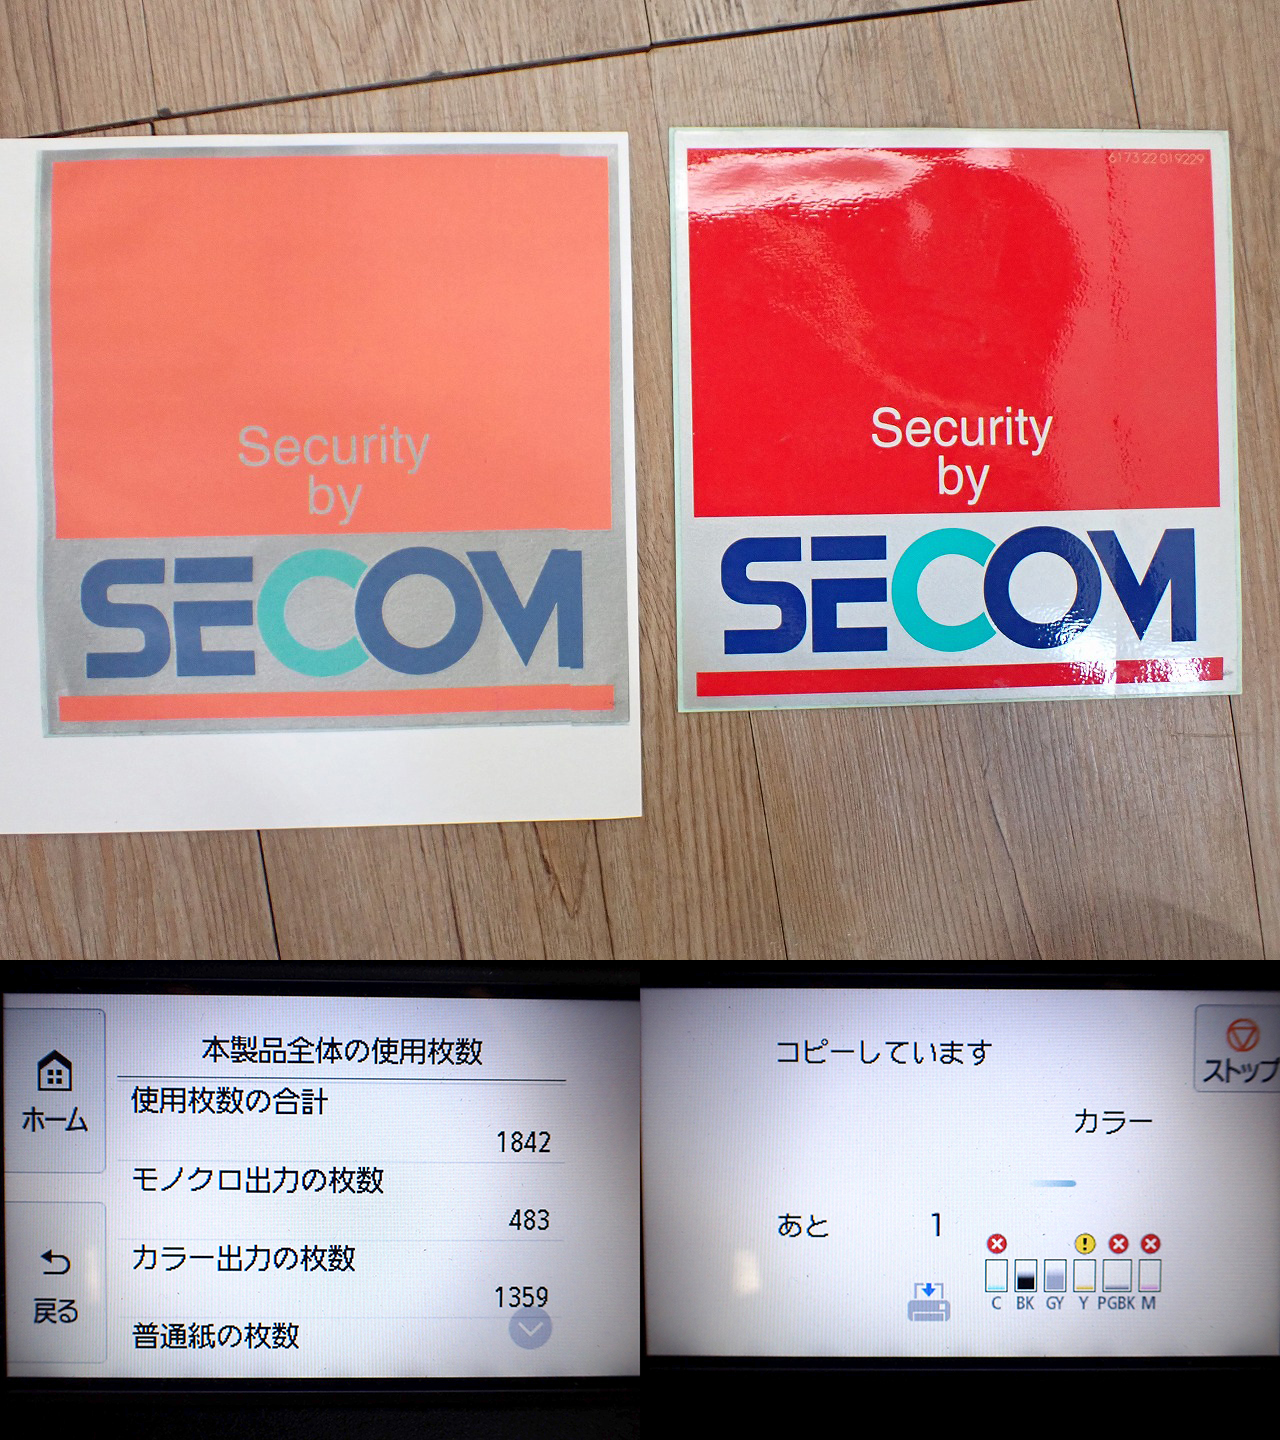 Security
by
SECOM
6173 22 019229
Security
by
SECOM
本製品全体の使用枚数
使用枚数の合計
1842
モノクロ出力の枚数
483
カラー出力の枚数
1359
普通紙の枚数
ホーム
戻る
コピーしています
ストップ
カラー
あと 1
C BK GY Y PGBK M